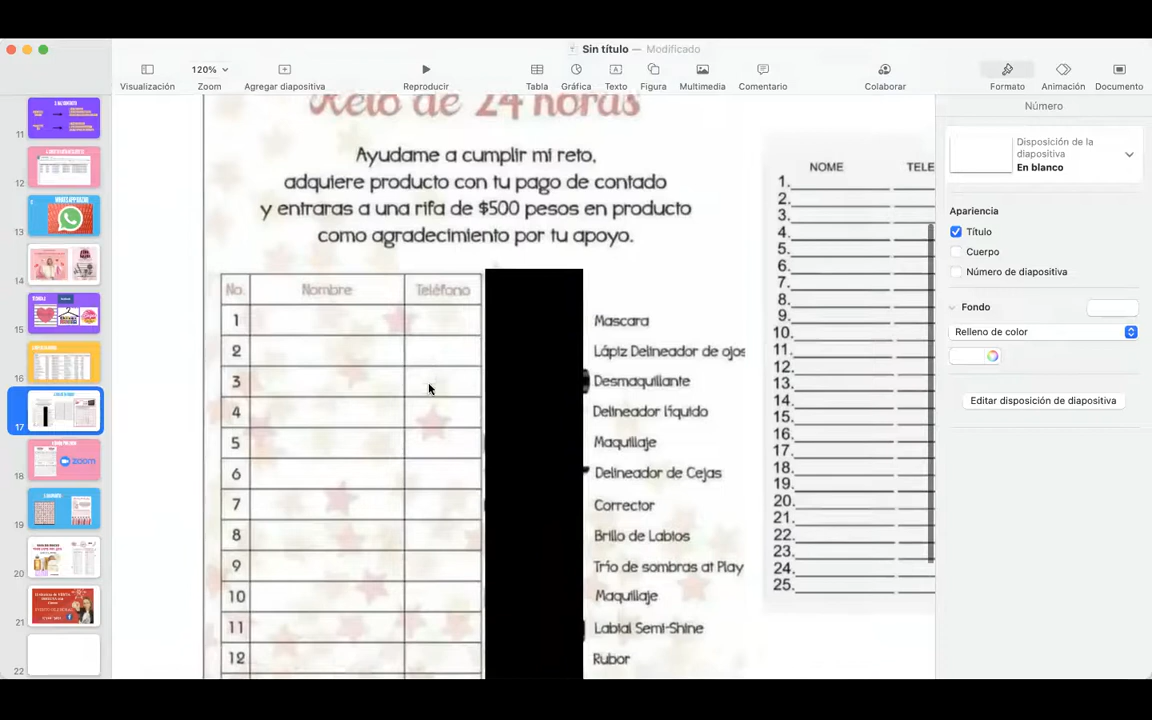 Sin título — Modificado
120%
Visualización
Zoom
Agregar diapositiva
Reproducir
Tabla
Gráfica
Texto
Figura
Multimedia
Comentario
Colaborar
Formato
Animación
Documento
11
12
13
14
15
16
17
18
19
20
21
22
zoom
Reto de 24 horas
Ayudame a cumplir mi reto,
adquiere producto con tu pago de contado
y entraras a una rifa de $500 pesos en producto
como agradecimiento por tu apoyo.
No. Nombre Teléfono
1
2
3
4
5
6
7
8
9
10
11
12
Mascara
Lápiz Delineador de ojos
Desmaquillante
Delineador líquido
Maquillaje
Delineador de Cejas
Corrector
Brillo de Labios
Trío de sombras at Play
Maquillaje
Labial Semi-Shine
Rubor
NOME TELE
1.
2.
3.
4.
5.
6.
7.
8.
9.
10.
11.
12.
13.
14.
15.
16.
17.
18.
19.
20.
21.
22.
23.
24.
25.
Número
Disposición de la
diapositiva
En blanco
Apariencia
Título
Cuerpo
Número de diapositiva
Fondo
Relleno de color
Editar disposición de diapositiva